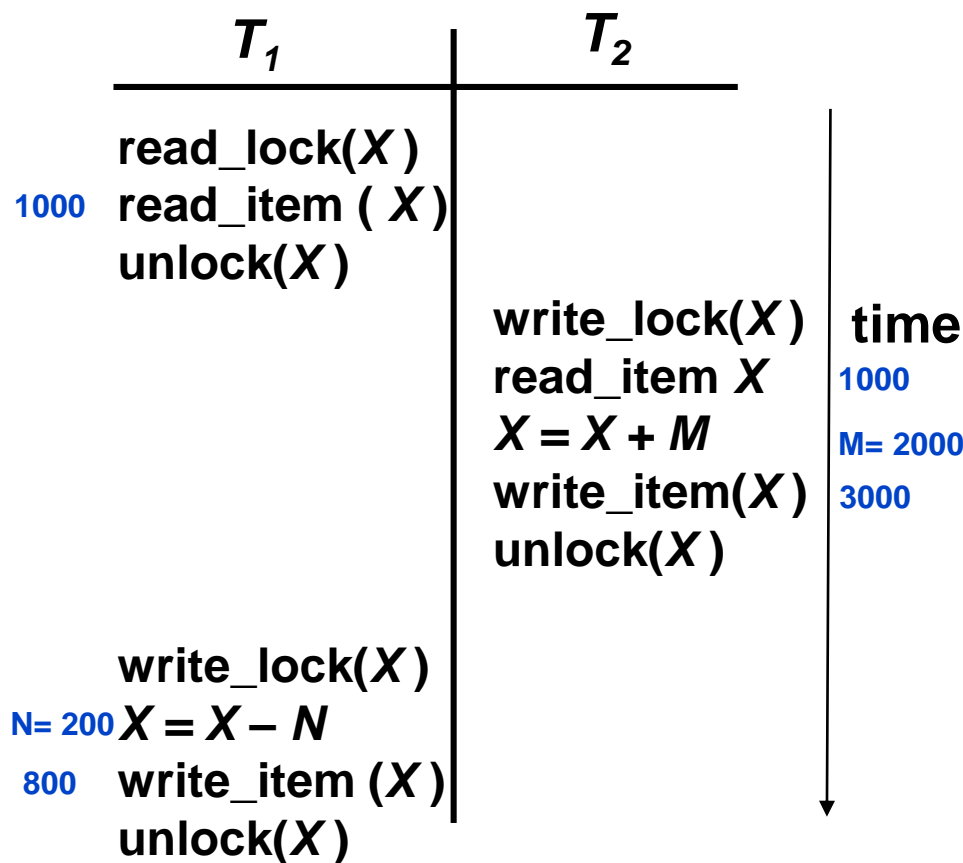 T1 T2
read_lock(X)
1000 read_item ( X)
unlock(X)
write_lock(X) time
read_item X 1000
X = X + M M= 2000
write_item(X) 3000
unlock(X)
write_lock(X)
N= 200 X = X – N
800 write_item (X)
unlock(X)